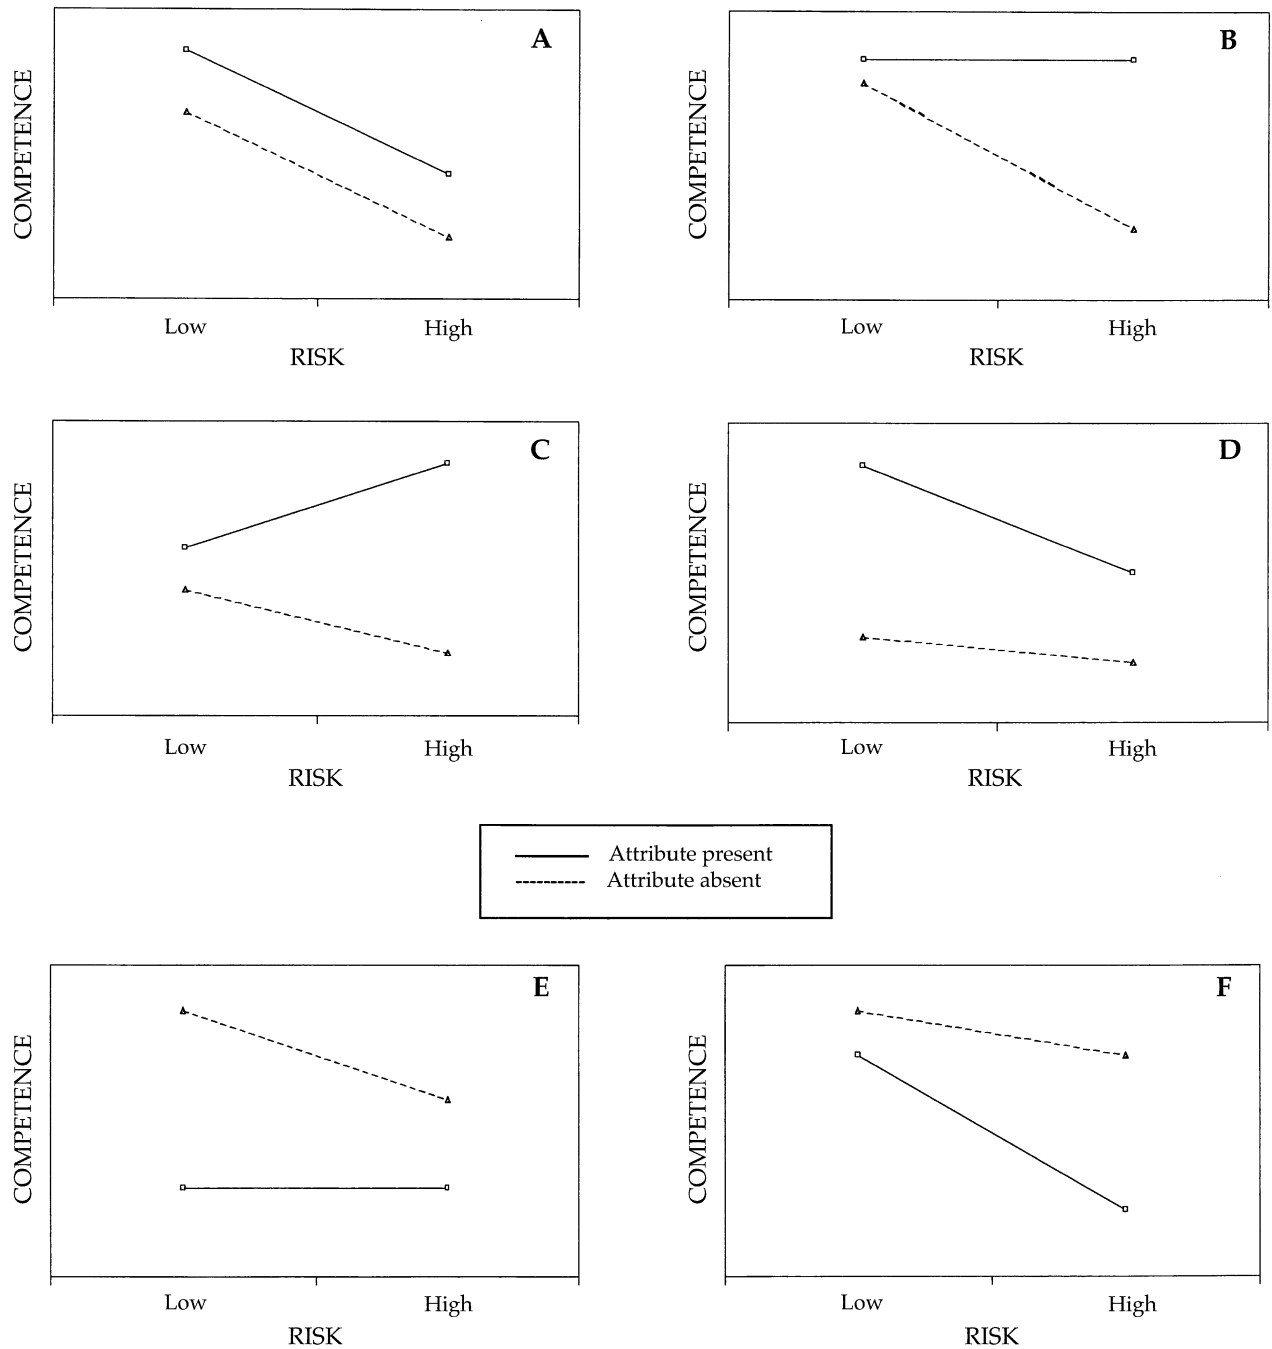 A
COMPETENCE
Low High
RISK
B
COMPETENCE
Low High
RISK
C
COMPETENCE
Low High
RISK
D
COMPETENCE
Low High
RISK
Attribute present
Attribute absent
E
COMPETENCE
Low High
RISK
F
COMPETENCE
Low High
RISK